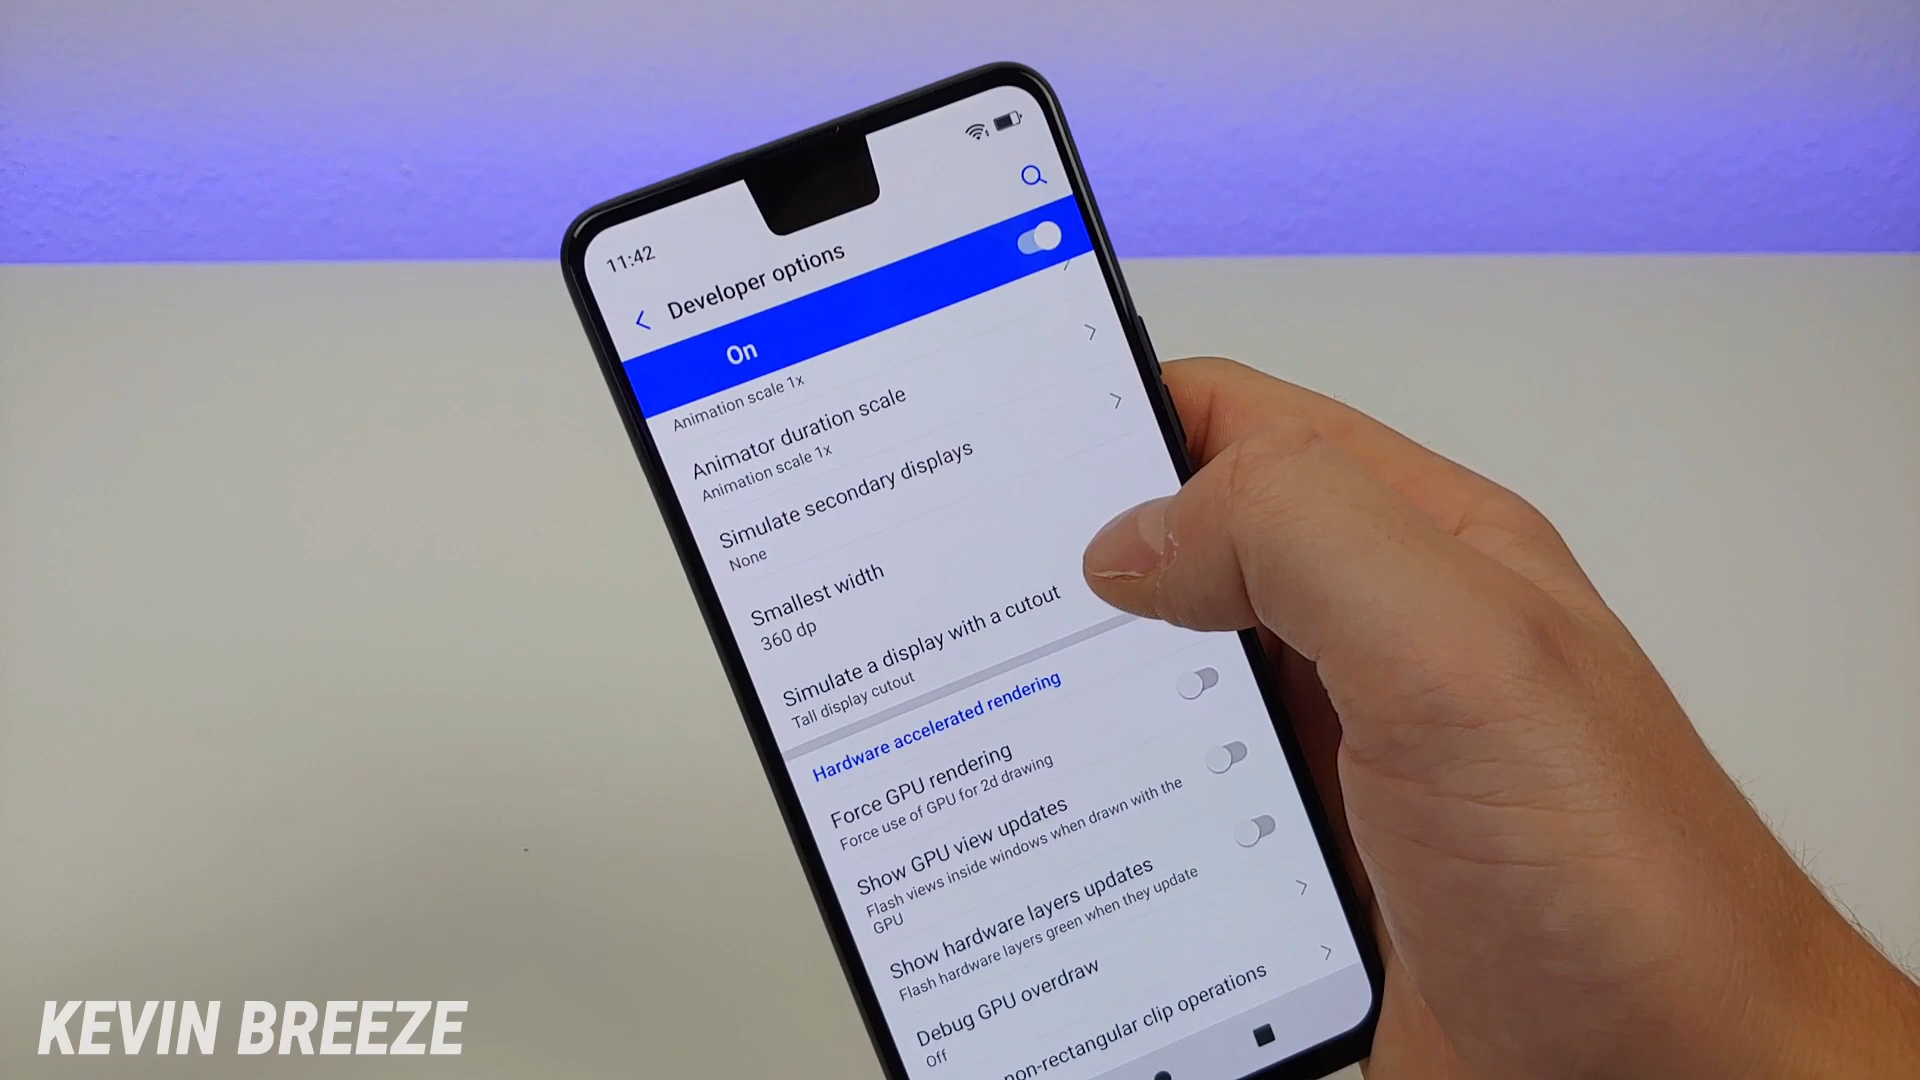 11:42
Developer options
On
Animation scale 1x
Animator duration scale
Animation scale 1x
Simulate secondary displays
None
Smallest width
360 dp
Simulate a display with a cutout
Tall display cutout
Hardware accelerated rendering
Force GPU rendering
Force use of GPU for 2d drawing
Show GPU view updates
Flash views inside windows when drawn with the
GPU
Show hardware layers updates
Flash hardware layers green when they update
Debug GPU overdraw
Off
non-rectangular clip operations
KEVIN BREEZE